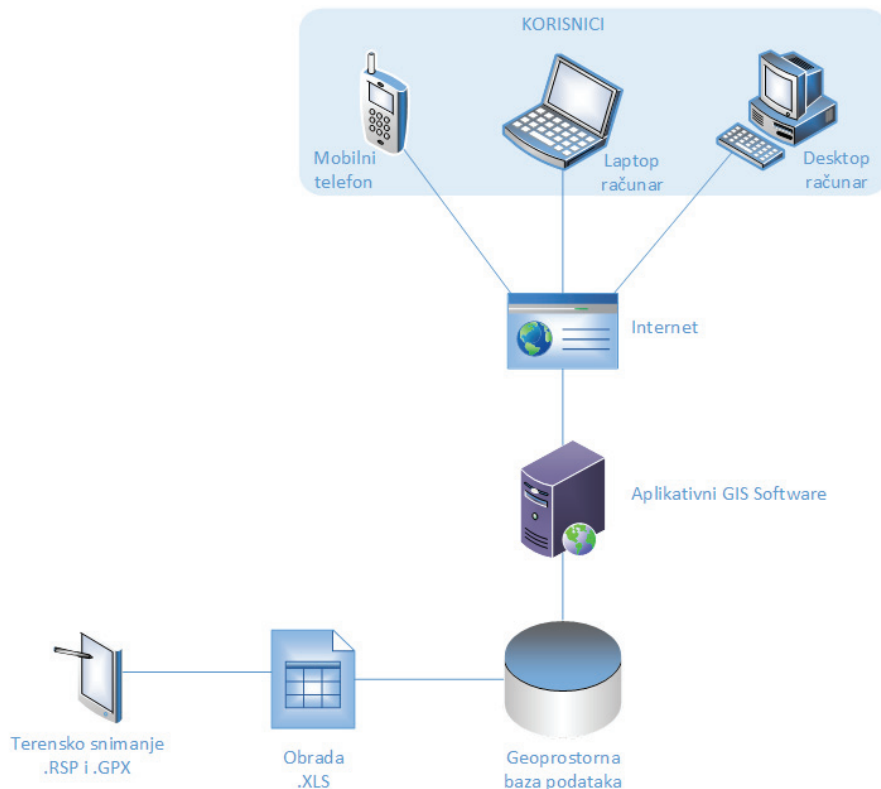 KORISNICI
Mobilni
telefon
Laptop
računar
Desktop
računar
Internet
Aplikativni GIS Software
Terensko snimanje
.RSP i .GPX
Obrada
.XLS
Geoprostorna
baza podataka